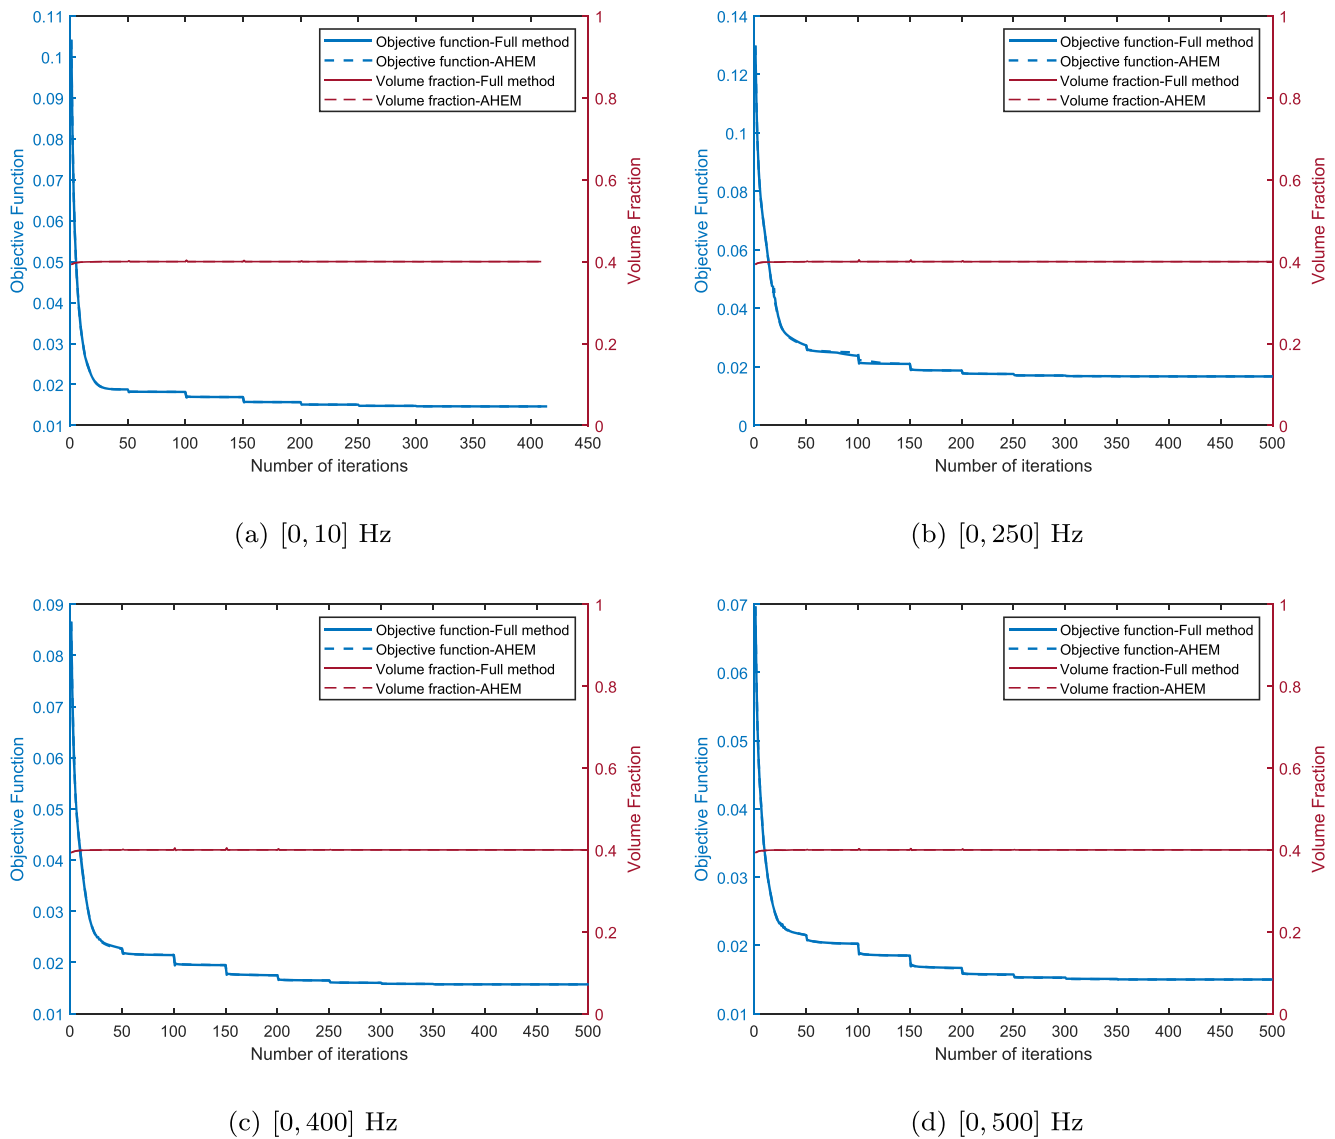 0.11
0.1
0.09
0.08
0.07
0.06
0.05
0.04
0.03
0.02
0.01
Objective Function
1
0.8
0.6
0.4
0.2
0
Volume Fraction
Objective function-Full method
Objective function-AHEM
Volume fraction-Full method
Volume fraction-AHEM
0 50 100 150 200 250 300 350 400 450
Number of iterations
(a) [0, 10] Hz
0.14
0.12
0.1
0.08
0.06
0.04
0.02
0
Objective Function
1
0.8
0.6
0.4
0.2
0
Volume Fraction
Objective function-Full method
Objective function-AHEM
Volume fraction-Full method
Volume fraction-AHEM
0 50 100 150 200 250 300 350 400 450 500
Number of iterations
(b) [0, 250] Hz
0.09
0.08
0.07
0.06
0.05
0.04
0.03
0.02
0.01
Objective Function
1
0.8
0.6
0.4
0.2
0
Volume Fraction
Objective function-Full method
Objective function-AHEM
Volume fraction-Full method
Volume fraction-AHEM
0 50 100 150 200 250 300 350 400 450 500
Number of iterations
(c) [0, 400] Hz
0.07
0.06
0.05
0.04
0.03
0.02
0.01
Objective Function
1
0.8
0.6
0.4
0.2
0
Volume Fraction
Objective function-Full method
Objective function-AHEM
Volume fraction-Full method
Volume fraction-AHEM
0 50 100 150 200 250 300 350 400 450 500
Number of iterations
(d) [0, 500] Hz